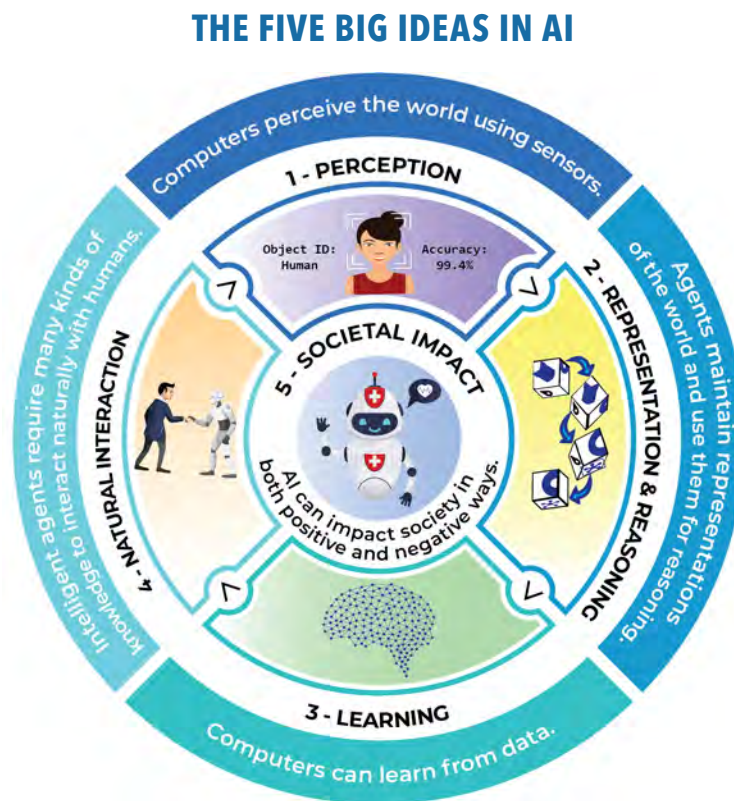 THE FIVE BIG IDEAS IN AI
Computers perceive the world using sensors.
1 - PERCEPTION
Object ID:
Human
Accuracy:
99.4%
2 - REPRESENTATION & REASONING
Agents maintain representations
of the world and use them for reasoning.
3 - LEARNING
Computers can learn from data.
4 - NATURAL INTERACTION
Intelligent agents require many kinds of
knowledge to interact naturally with humans.
5 - SOCIETAL IMPACT
AI can impact society in
both positive and negative ways.